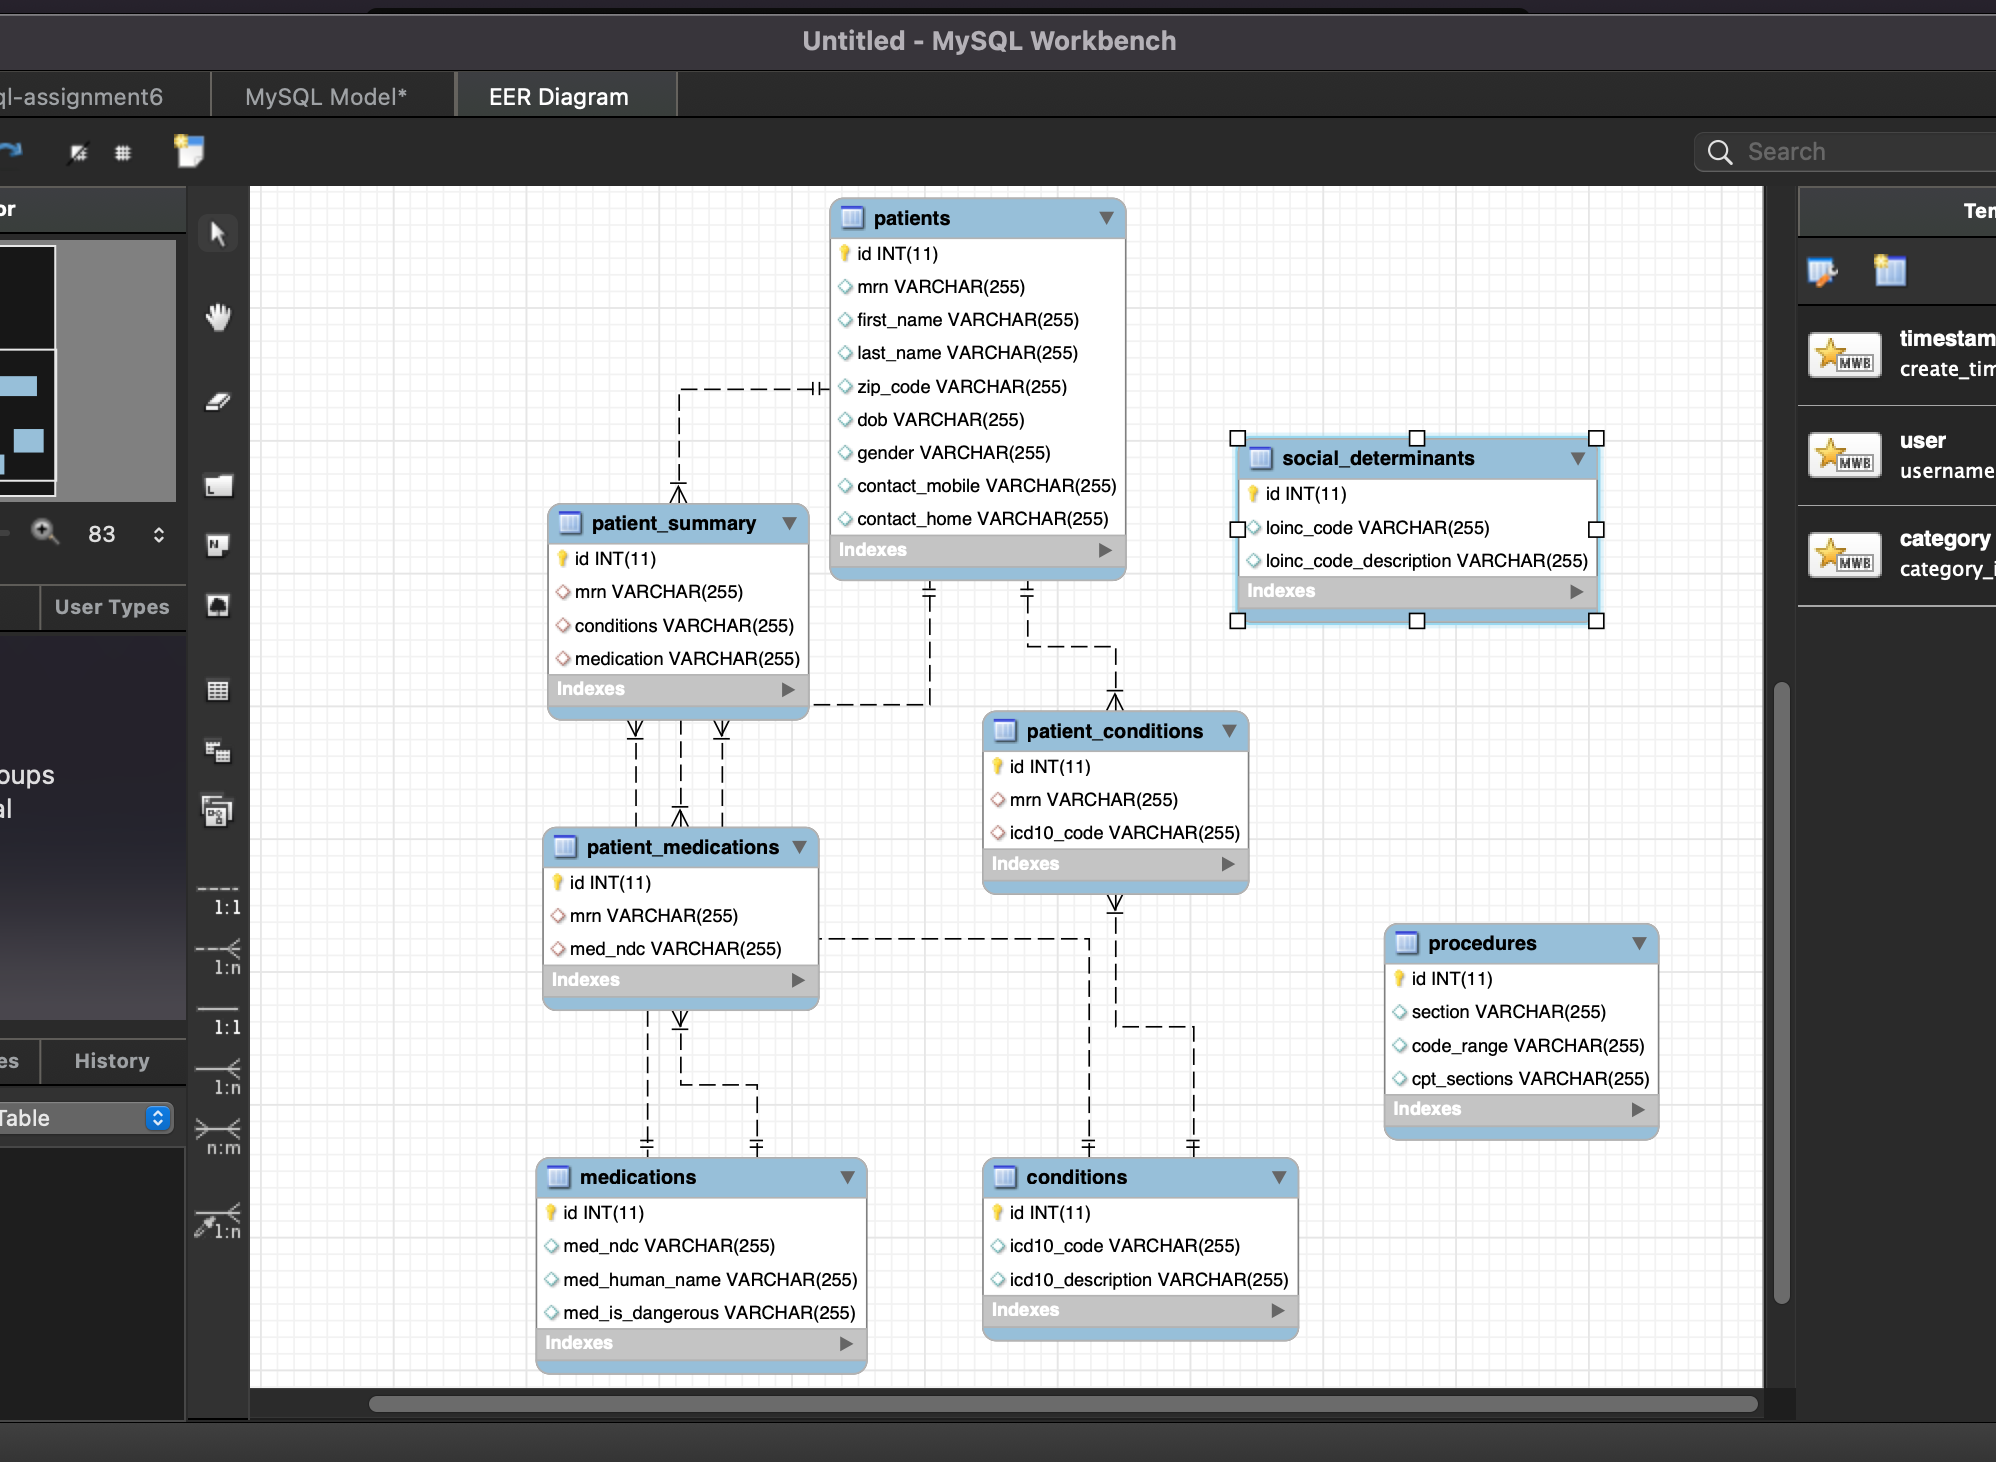 Untitled - MySQL Workbench
ql-assignment6
MySQL Model*
EER Diagram
Search
or
Ten
83
User Types
oups
al
es
History
Table
1:1
1:n
1:1
1:n
n:m
1:n
patients
id INT(11)
mrn VARCHAR(255)
first_name VARCHAR(255)
last_name VARCHAR(255)
zip_code VARCHAR(255)
dob VARCHAR(255)
gender VARCHAR(255)
contact_mobile VARCHAR(255)
contact_home VARCHAR(255)
Indexes
social_determinants
id INT(11)
loinc_code VARCHAR(255)
loinc_code_description VARCHAR(255)
Indexes
patient_summary
id INT(11)
mrn VARCHAR(255)
conditions VARCHAR(255)
medication VARCHAR(255)
Indexes
patient_conditions
id INT(11)
mrn VARCHAR(255)
icd10_code VARCHAR(255)
Indexes
patient_medications
id INT(11)
mrn VARCHAR(255)
med_ndc VARCHAR(255)
Indexes
procedures
id INT(11)
section VARCHAR(255)
code_range VARCHAR(255)
cpt_sections VARCHAR(255)
Indexes
medications
id INT(11)
med_ndc VARCHAR(255)
med_human_name VARCHAR(255)
med_is_dangerous VARCHAR(255)
Indexes
conditions
id INT(11)
icd10_code VARCHAR(255)
icd10_description VARCHAR(255)
Indexes
MWB
timestam
create_tim
MWB
user
username
MWB
category
category_i